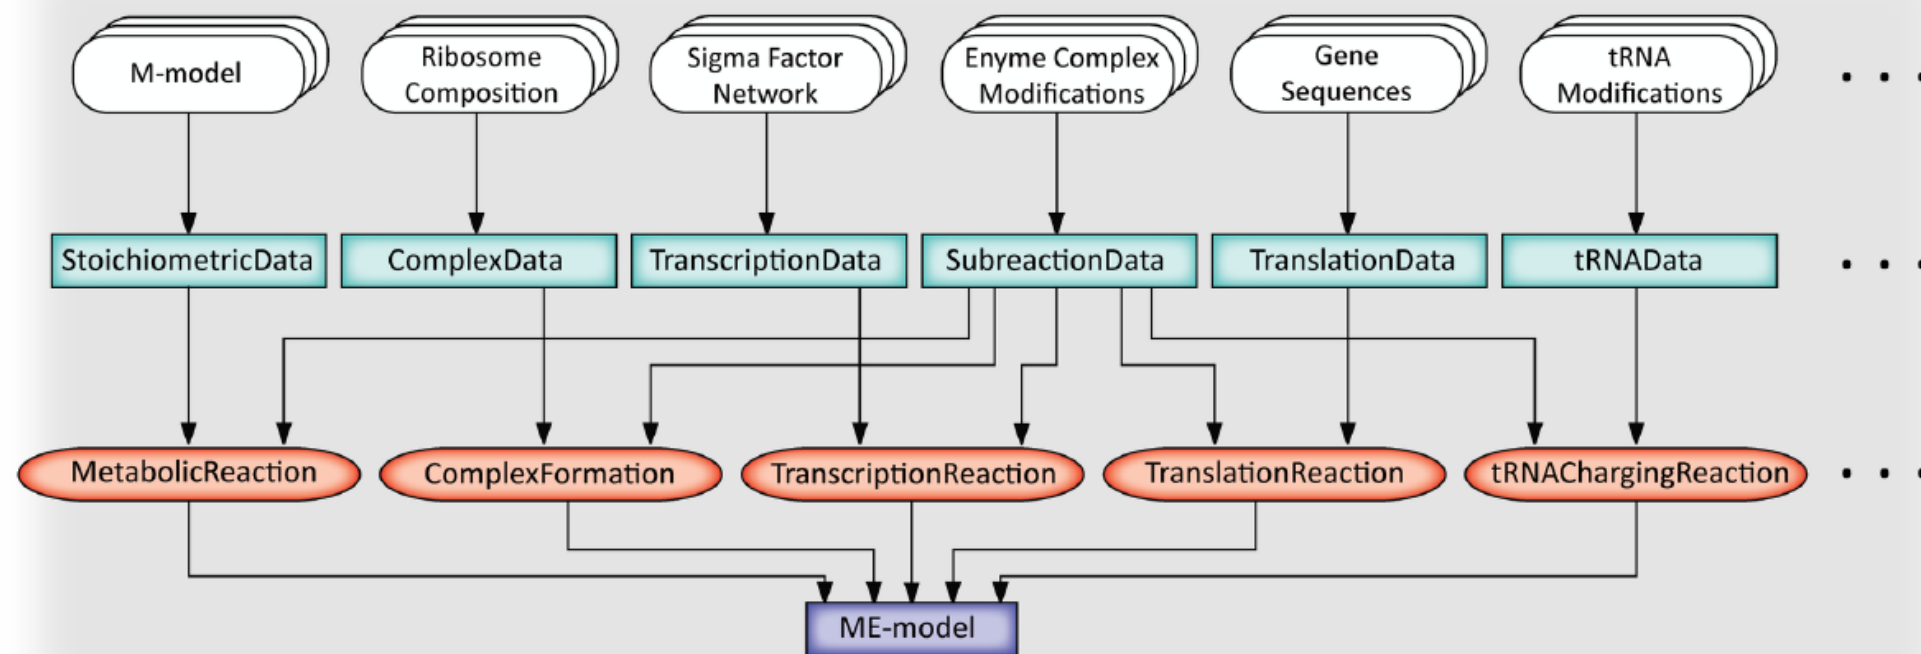 M-model
Ribosome
Composition
Sigma Factor
Network
Enyme Complex
Modifications
Gene
Sequences
tRNA
Modifications
. . .
StoichiometricData
ComplexData
TranscriptionData
SubreactionData
TranslationData
tRNAData
. . .
MetabolicReaction
ComplexFormation
TranscriptionReaction
TranslationReaction
tRNAChargingReaction
. . .
ME-model